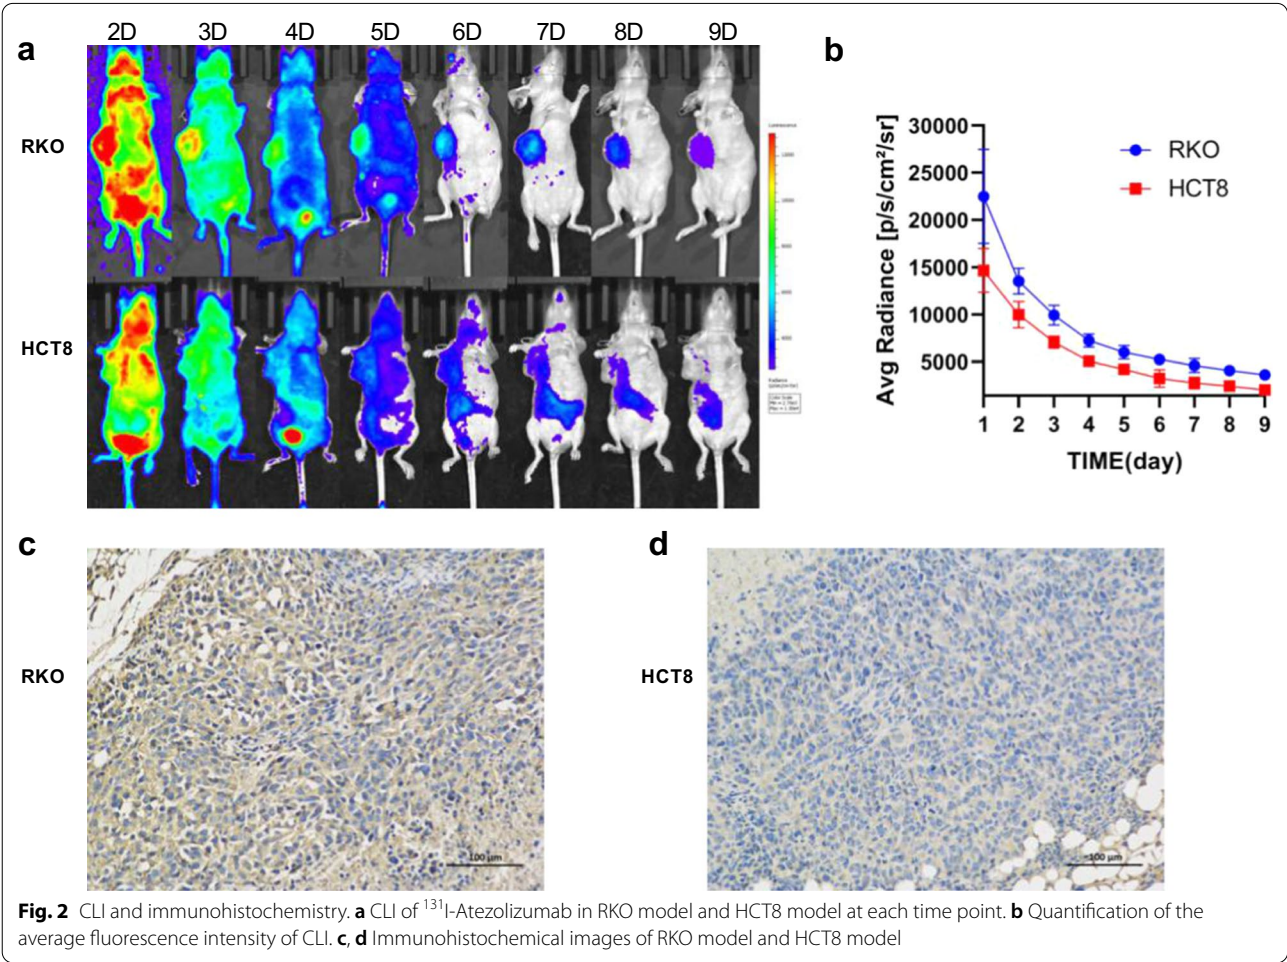 a
2D 3D 4D 5D 6D 7D 8D 9D
RKO
HCT8
b
Avg Radiance [p/s/cm²/sr)
30000
25000
20000
15000
10000
5000
1 2 3 4 5 6 7 8 9
TIME(day)
RKO
HCT8
c
RKO
100 µm
d
HCT8
100 µm
Fig. 2 CLI and immunohistochemistry. a CLI of ¹³¹I-Atezolizumab in RKO model and HCT8 model at each time point. b Quantification of the
average fluorescence intensity of CLI. c, d Immunohistochemical images of RKO model and HCT8 model